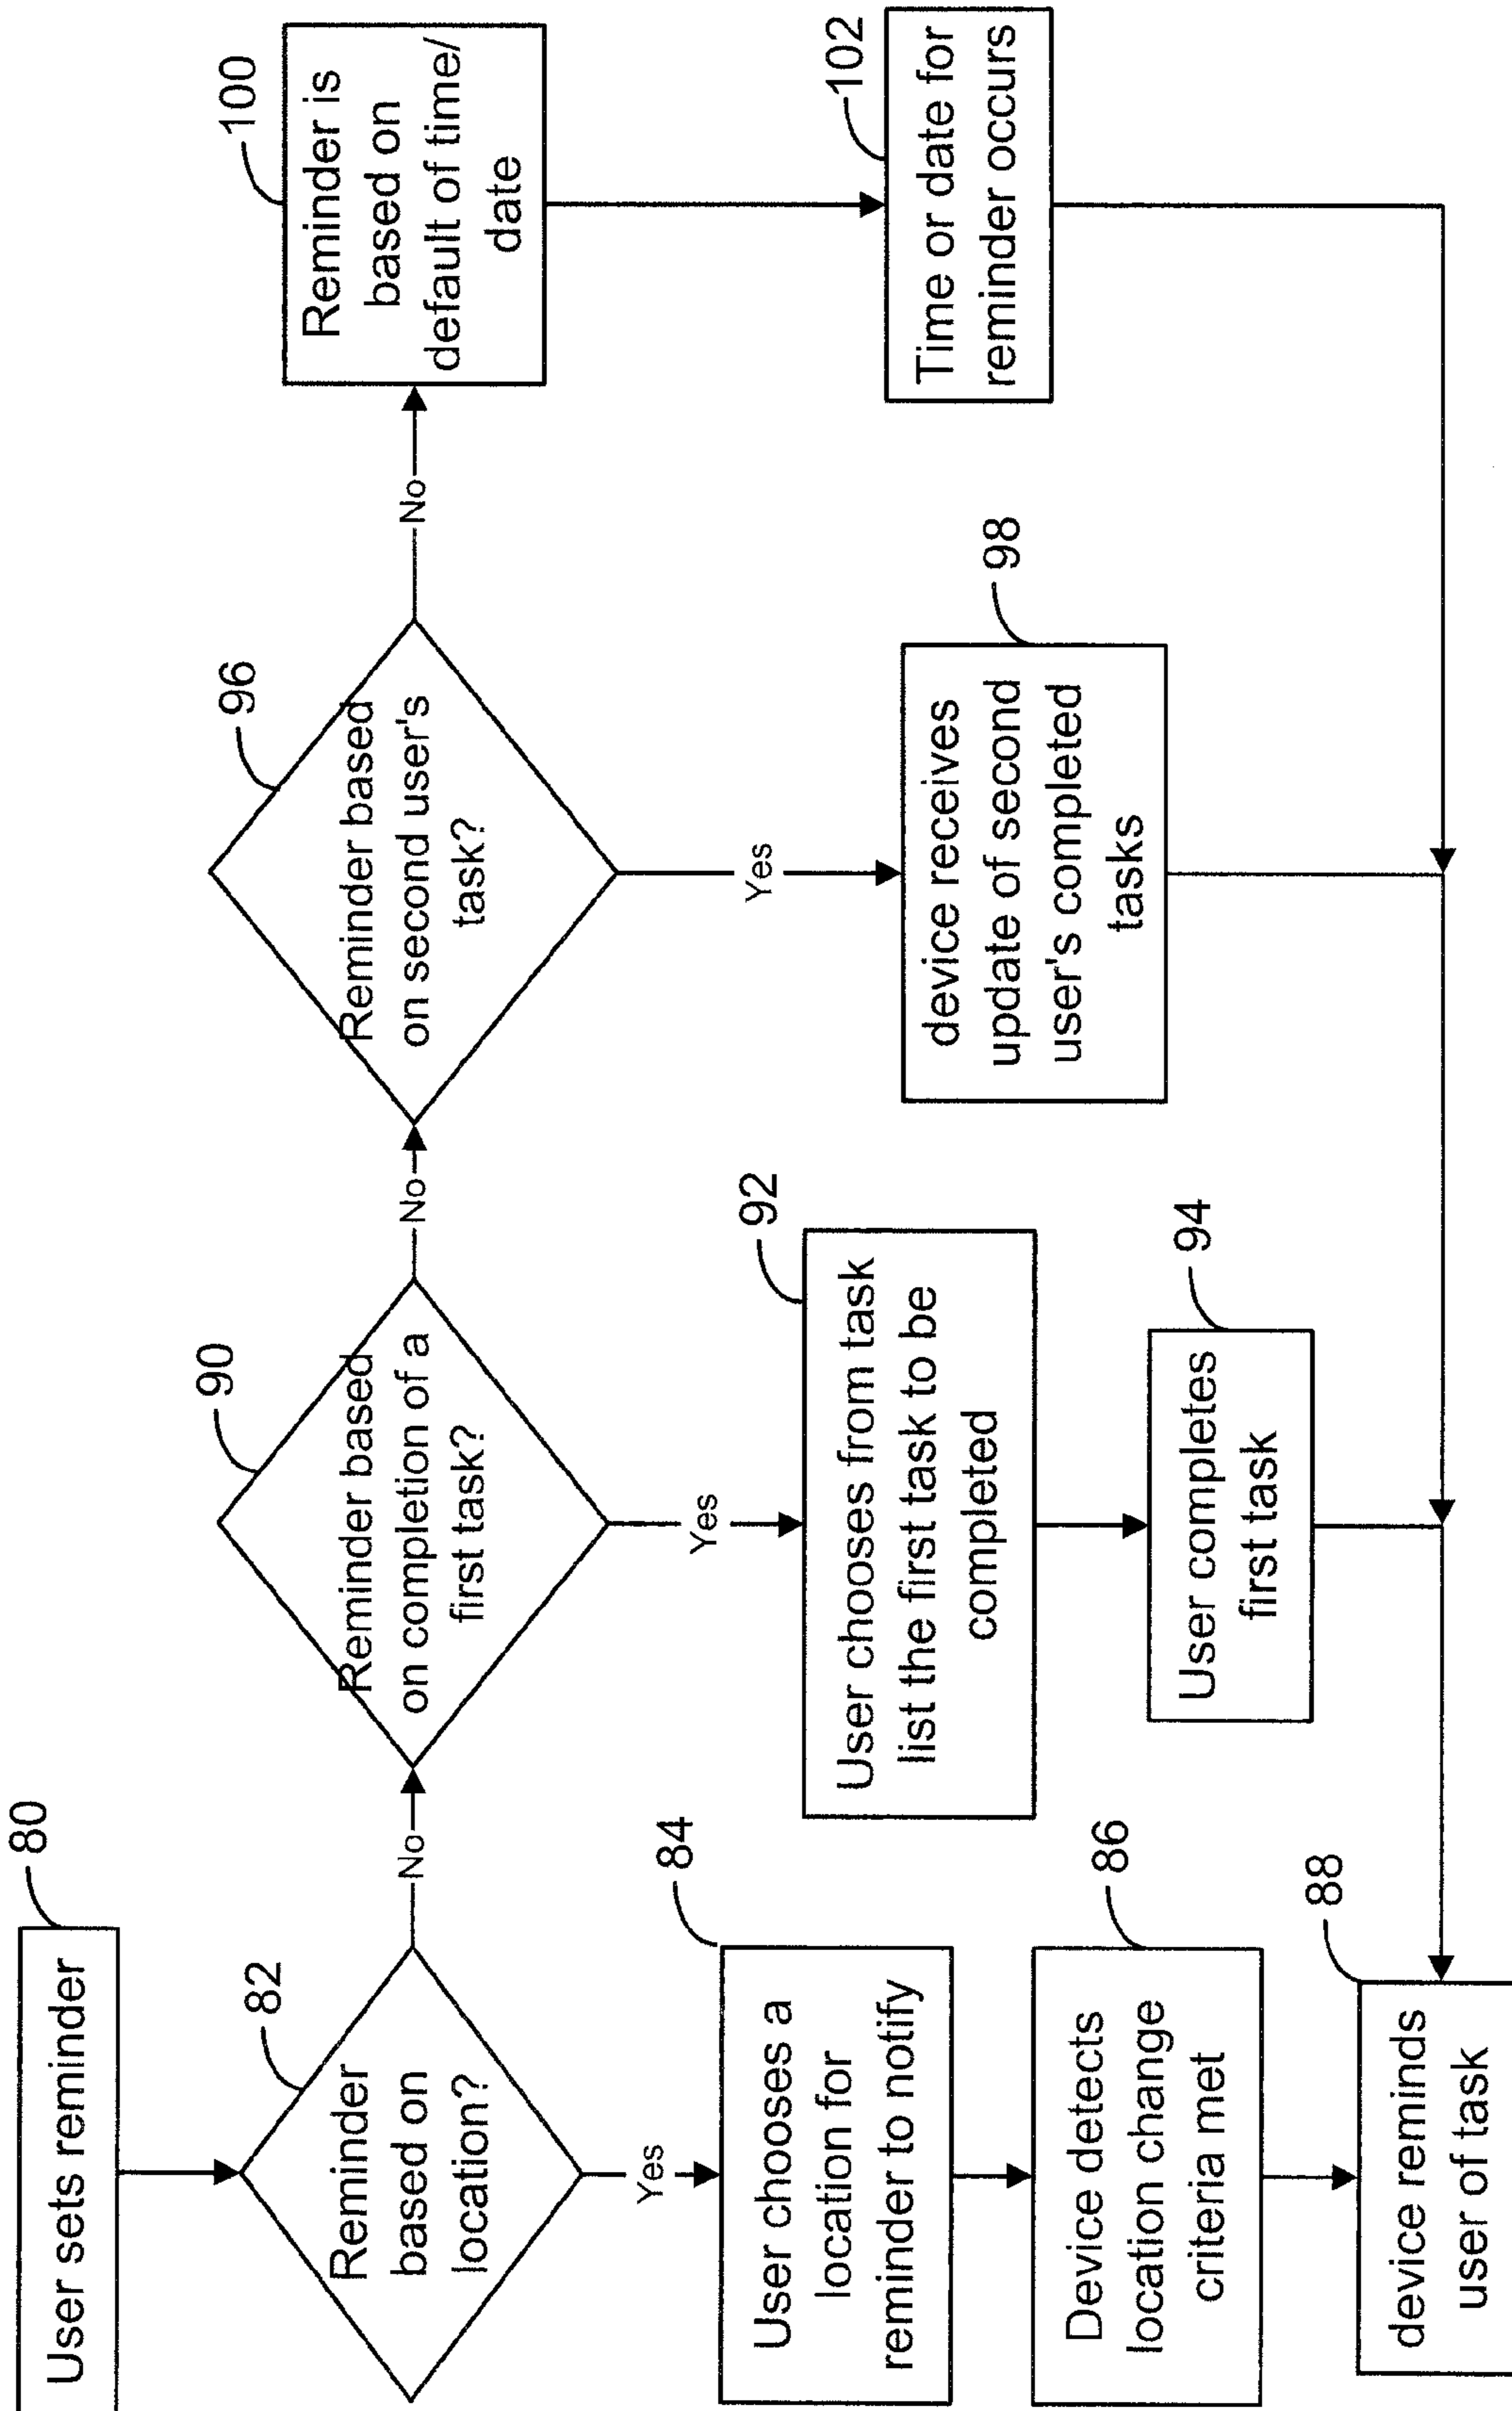 80
User sets reminder
82
Reminder
based on
location?
No
Yes
84
User chooses a
location for
reminder to notify
86
Device detects
location change
criteria met
88
device reminds
user of task
90
Reminder based
on completion of a
first task?
No
Yes
92
User chooses from task
list the first task to be
completed
94
User completes
first task
96
Reminder based
on second user's
task?
No
Yes
98
device receives
update of second
user's completed
tasks
100
Reminder is
based on
default of time/
date
102
Time or date for
reminder occurs